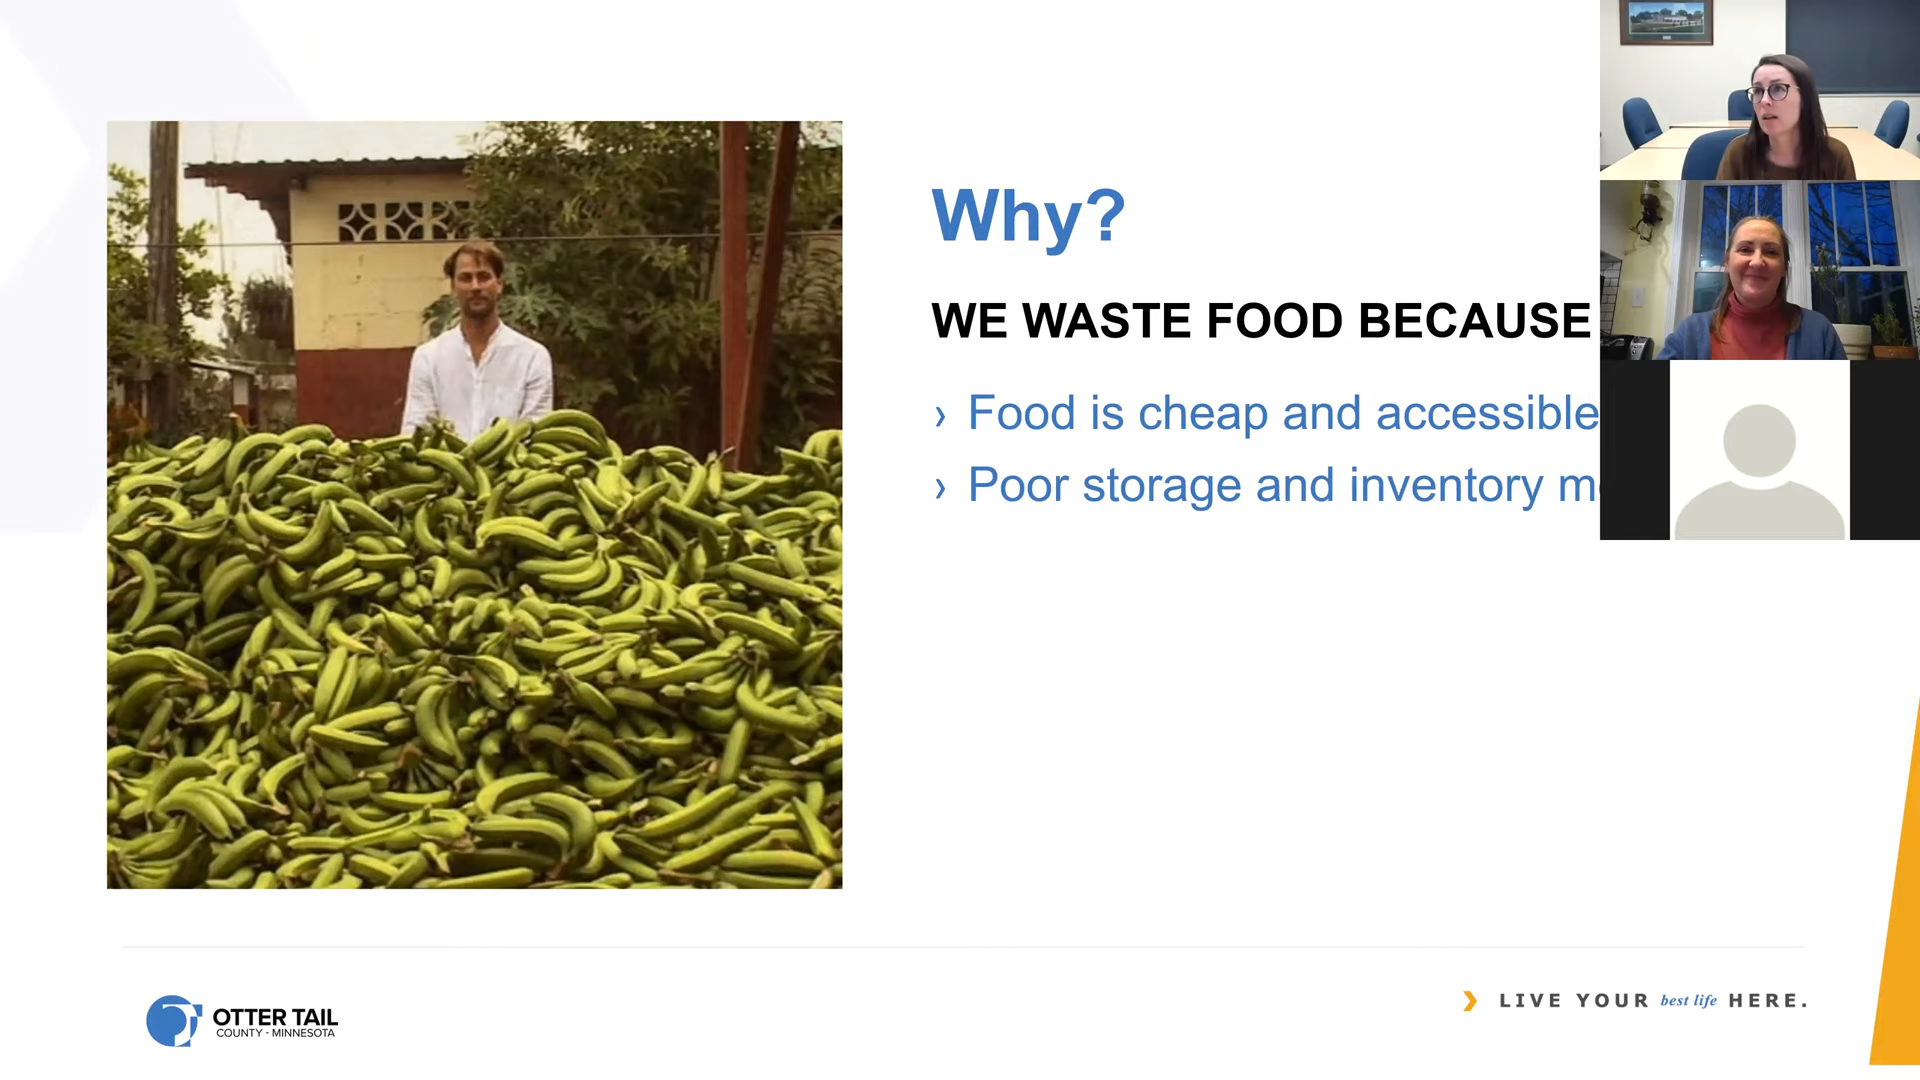 Why?
WE WASTE FOOD BECAUSE
› Food is cheap and accessible
› Poor storage and inventory
OTTER TAIL
COUNTY - MINNESOTA
LIVE YOUR best life HERE.